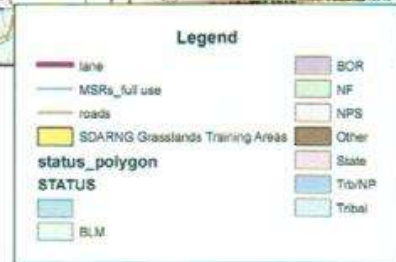 Legend
lane
MSRs_full use
roads
SDARNG Grasslands Training Areas
status_polygon
STATUS
BLM
BOR
NF
NPS
Other
State
Trb/NP
Tribal